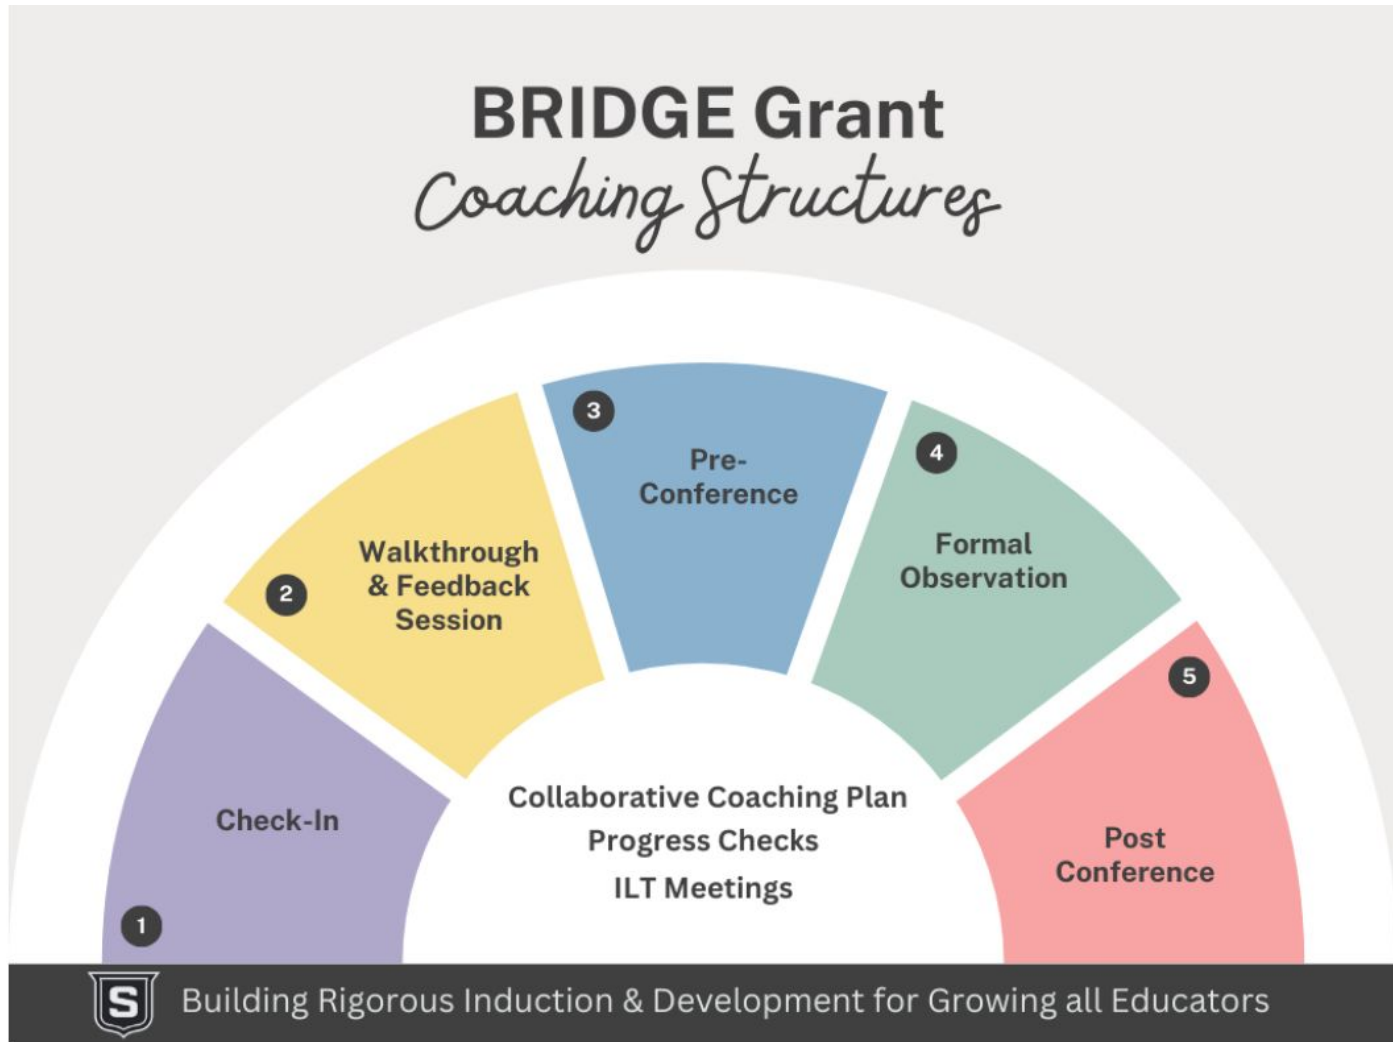 BRIDGE Grant
Coaching Structures
1
Check-In
2
Walkthrough
& Feedback
Session
3
Pre-
Conference
4
Formal
Observation
5
Post
Conference
Collaborative Coaching Plan
Progress Checks
ILT Meetings
S
Building Rigorous Induction & Development for Growing all Educators